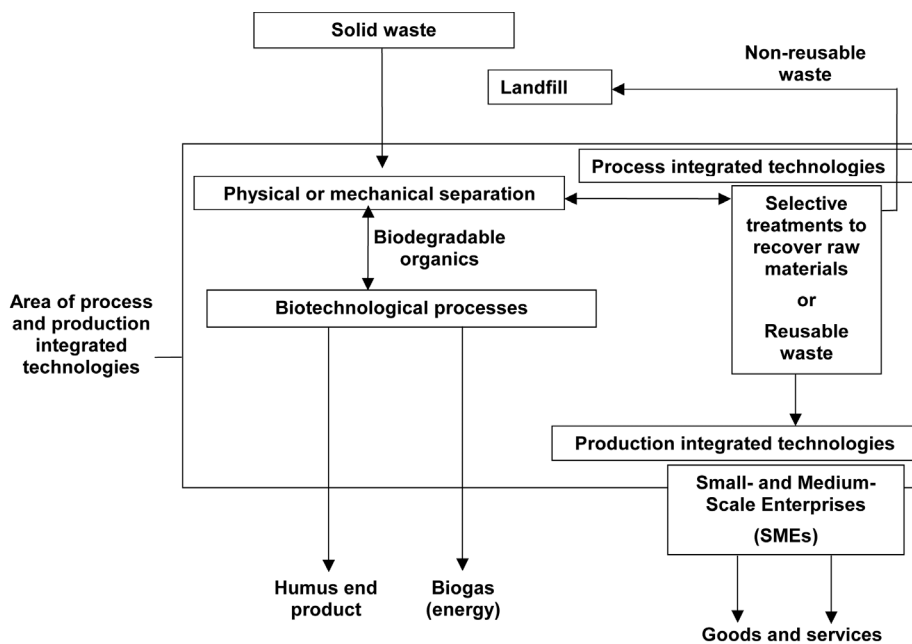 Solid waste
Non-reusable
waste
Landfill
Process integrated technologies
Physical or mechanical separation
Selective
treatments to
recover raw
materials
or
Reusable
waste
Biodegradable
organics
Area of process
and production
integrated
technologies
Biotechnological processes
Production integrated technologies
Small- and Medium-
Scale Enterprises
(SMEs)
Humus end
product
Biogas
(energy)
Goods and services